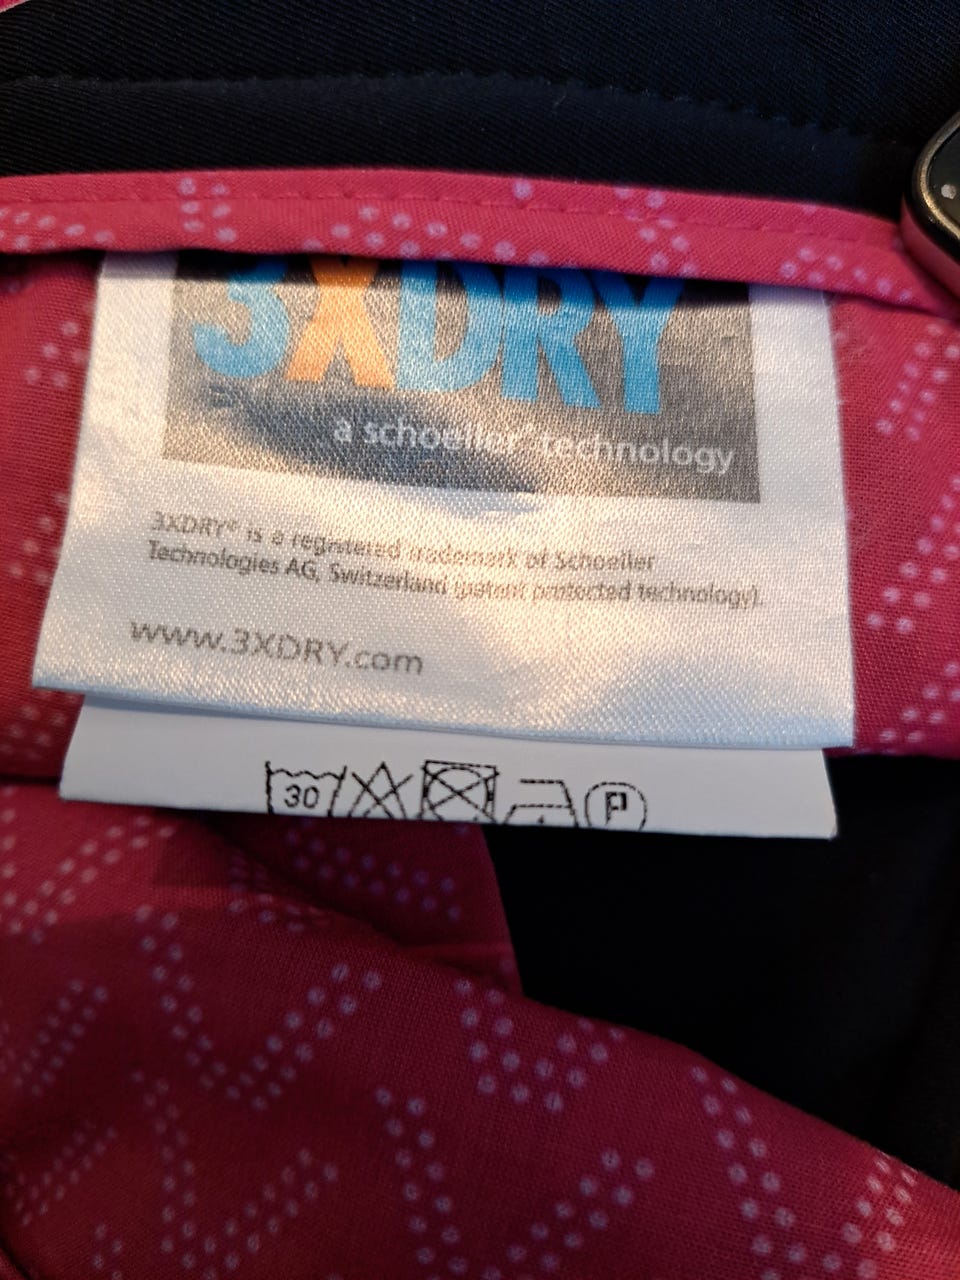 3XDRY
a schoeller® technology
3XDRY® is a registered trademark of Schoeller
Technologies AG, Switzerland (patent protected technology).
www.3XDRY.com
30
P